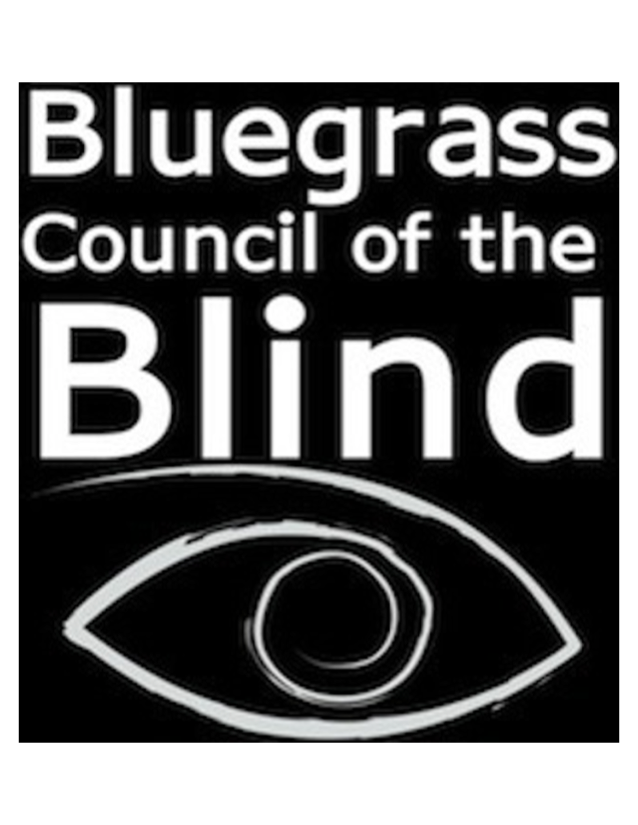 Bluegrass
Council of the
Blind